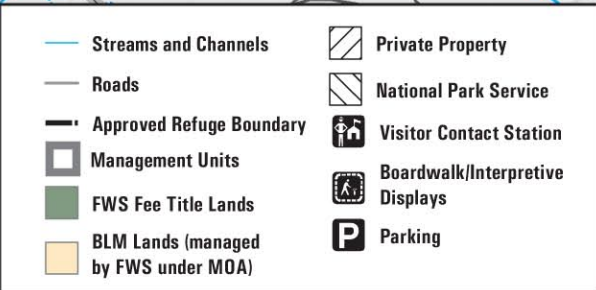 Streams and Channels
Roads
Approved Refuge Boundary
Management Units
FWS Fee Title Lands
BLM Lands (managed
by FWS under MOA)
Private Property
National Park Service
Visitor Contact Station
Boardwalk/Interpretive
Displays
P Parking